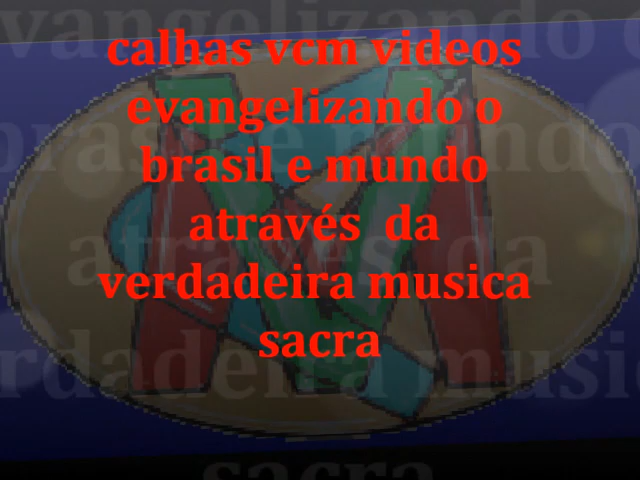 calhas vcm videos
evangelizando o
brasil e mundo
através  da
verdadeira musica
sacra